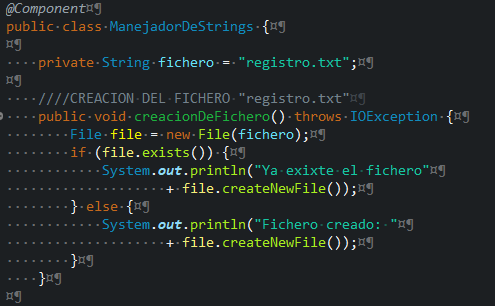 @Component
public class ManejadorDeStrings {

    private String fichero = "registro.txt";

    ////CREACION DEL FICHERO "registro.txt"
    public void creacionDeFichero() throws IOException {
        File file = new File(fichero);
        if (file.exists()) {
            System.out.println("Ya exixte el fichero"
                    + file.createNewFile());
        } else {
            System.out.println("Fichero creado: "
                    + file.createNewFile());
        }
    }